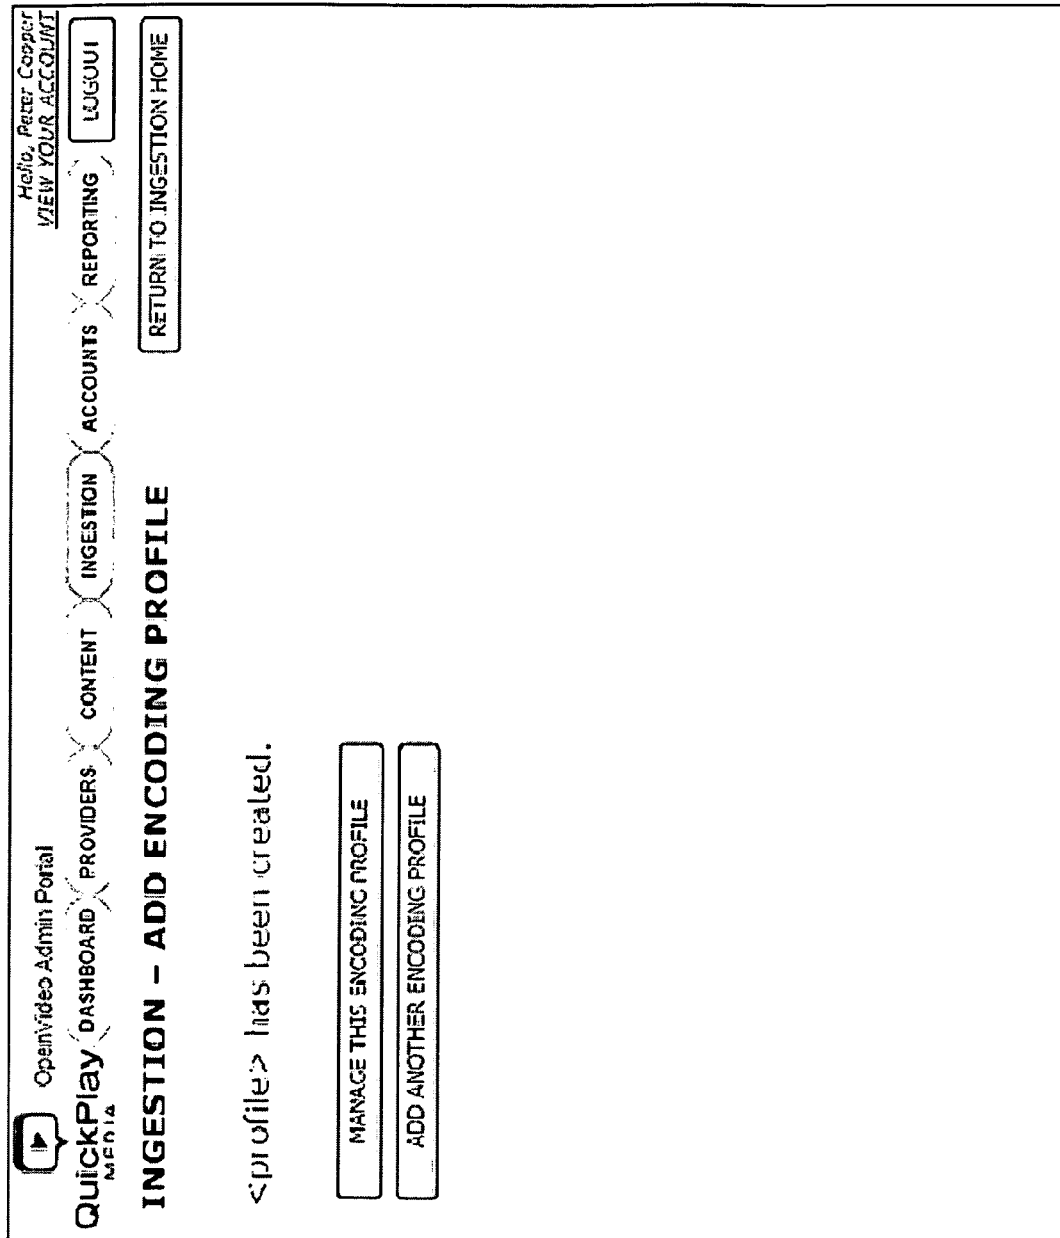 Hello, Peter Cooper
VIEW YOUR ACCOUNT
OpenVideo Admin Portal
QuickPlay
MEDIA
DASHBOARD PROVIDERS CONTENT INGESTION ACCOUNTS REPORTING LOGOUT
INGESTION – ADD ENCODING PROFILE
RETURN TO INGESTION HOME
<profile> has been created.
MANAGE THIS ENCODING PROFILE
ADD ANOTHER ENCODING PROFILE